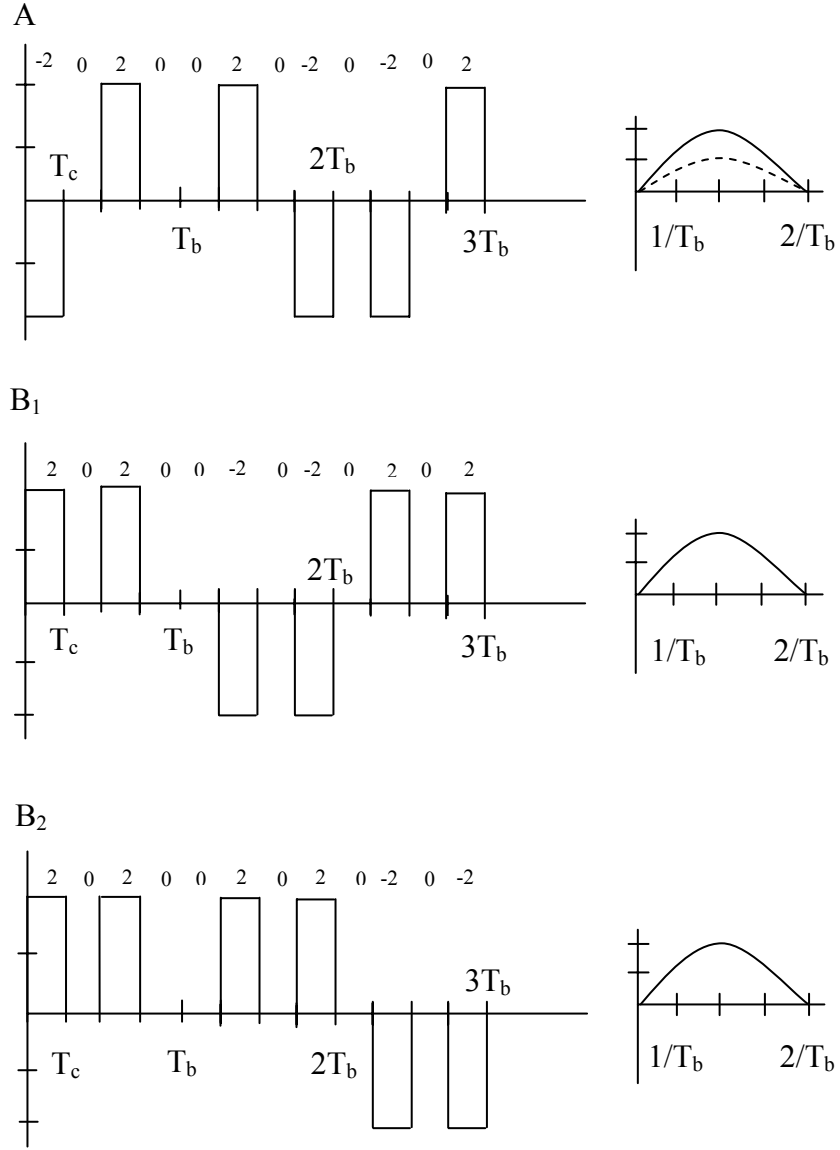 A
-2 0 2 0 0 2 0 -2 0 -2 0 2
T_c 2T_b
T_b 3T_b
1/T_b 2/T_b
B₁
2 0 2 0 0 -2 0 -2 0 2 0 2
2T_b
T_c T_b 3T_b
1/T_b 2/T_b
B₂
2 0 2 0 0 2 0 2 0 -2 0 -2
3T_b
T_c T_b 2T_b
1/T_b 2/T_b